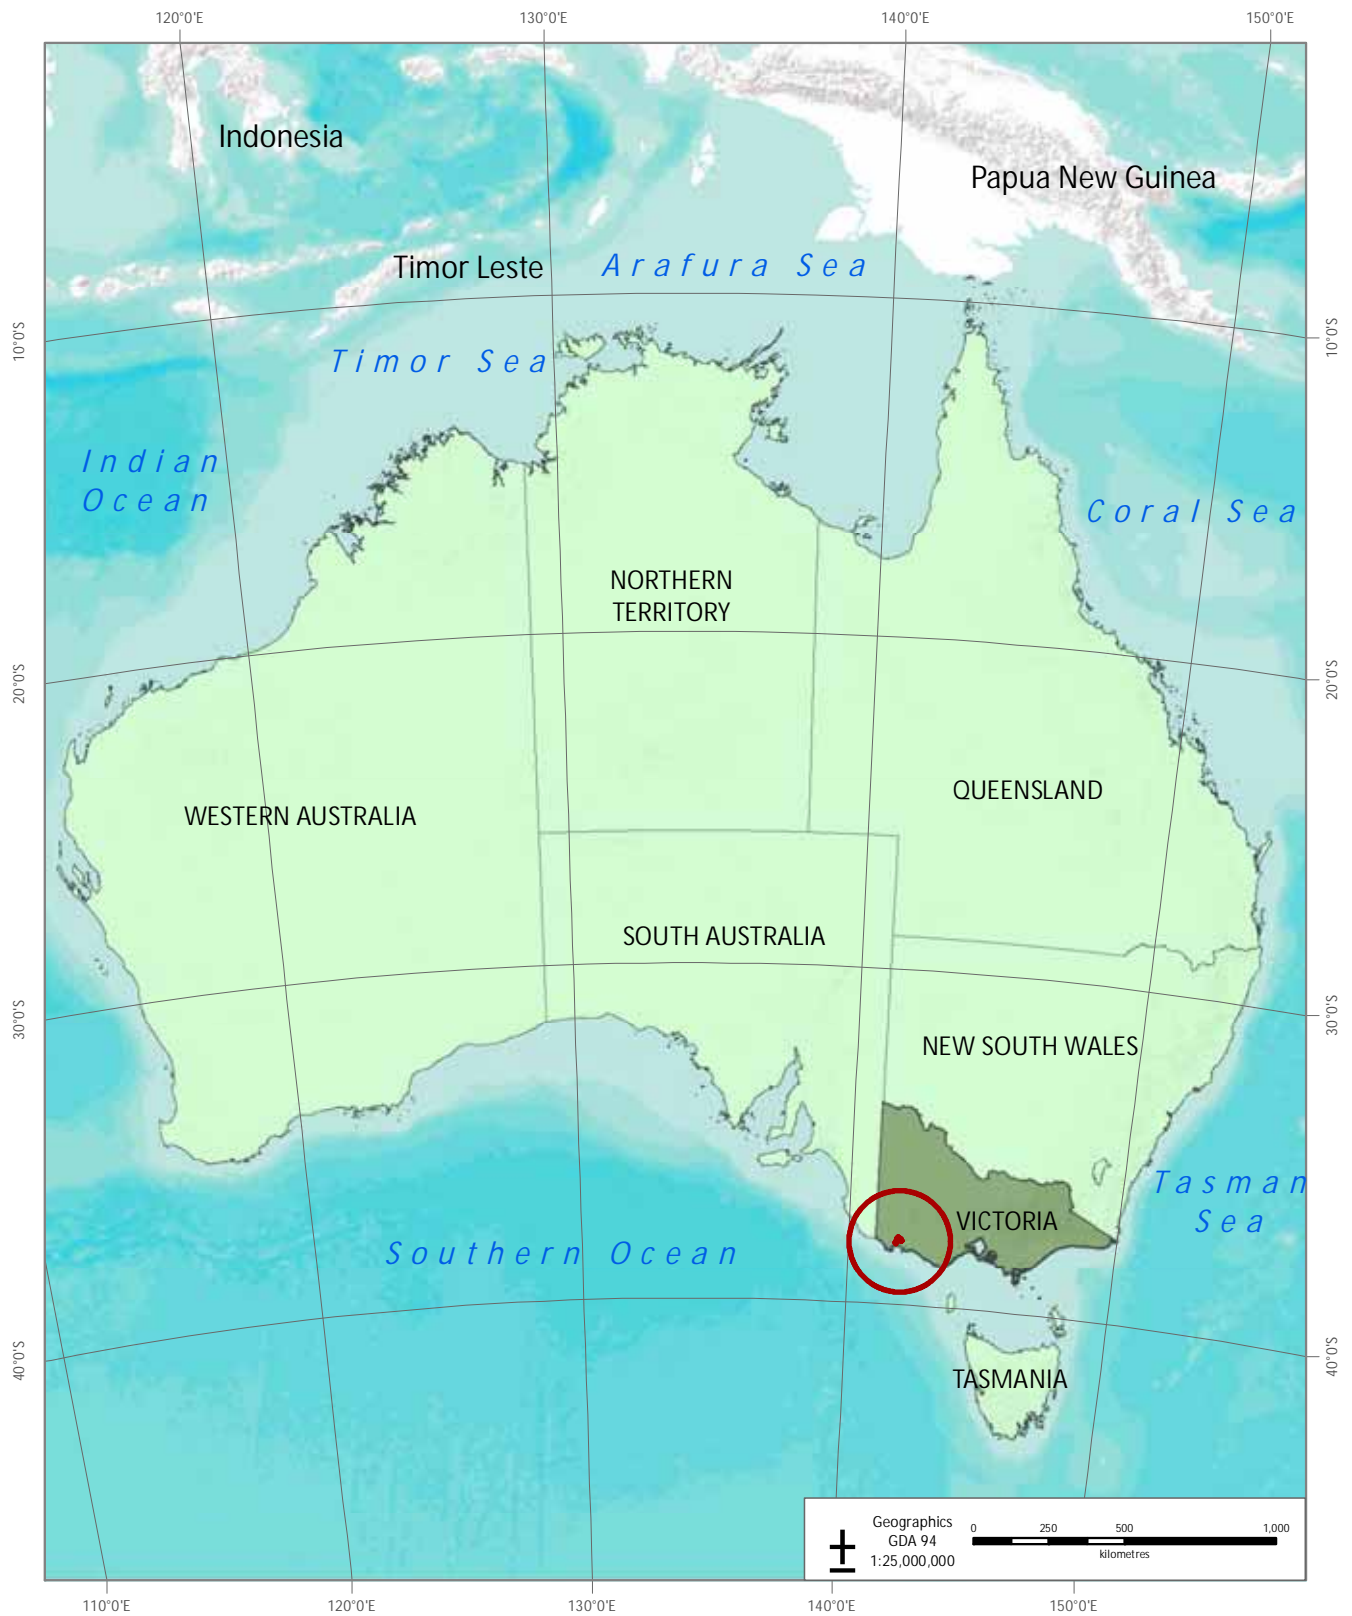 120°0'E
130°0'E
140°0'E
150°0'E
Indonesia
Papua New Guinea
Timor Leste
Arafura Sea
10°0'S
10°0'S
Timor Sea
Indian
Ocean
Coral Sea
NORTHERN
TERRITORY
20°0'S
20°0'S
QUEENSLAND
WESTERN AUSTRALIA
SOUTH AUSTRALIA
30°0'S
30°0'S
NEW SOUTH WALES
Tasman
Sea
VICTORIA
Southern Ocean
40°0'S
40°0'S
TASMANIA
Geographics
GDA 94
1:25,000,000
0 250 500 1,000
kilometres
110°0'E
120°0'E
130°0'E
140°0'E
150°0'E